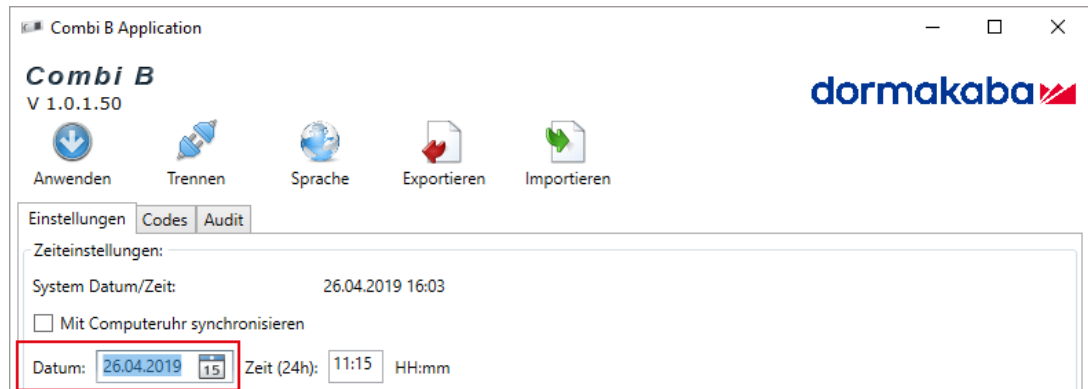 Combi B Application
Combi B
V 1.0.1.50
dormakaba
Anwenden Trennen Sprache Exportieren Importieren
Einstellungen Codes Audit
Zeiteinstellungen:
System Datum/Zeit: 26.04.2019 16:03
Mit Computeruhr synchronisieren
Datum: 26.04.2019 15 Zeit (24h): 11:15 HH:mm